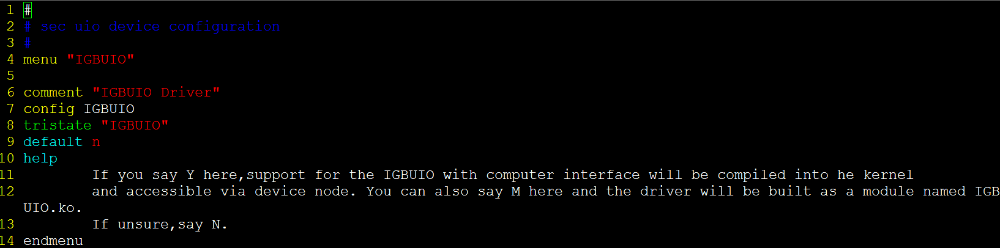 1 #
2 # sec uio device configuration
3 #
4 menu "IGBUIO"
5
6 comment "IGBUIO Driver"
7 config IGBUIO
8 tristate "IGBUIO"
9 default n
10 help
11 If you say Y here,support for the IGBUIO with computer interface will be compiled into he kernel
12 and accessible via device node. You can also say M here and the driver will be built as a module named IGB
UIO.ko.
13 If unsure,say N.
14 endmenu